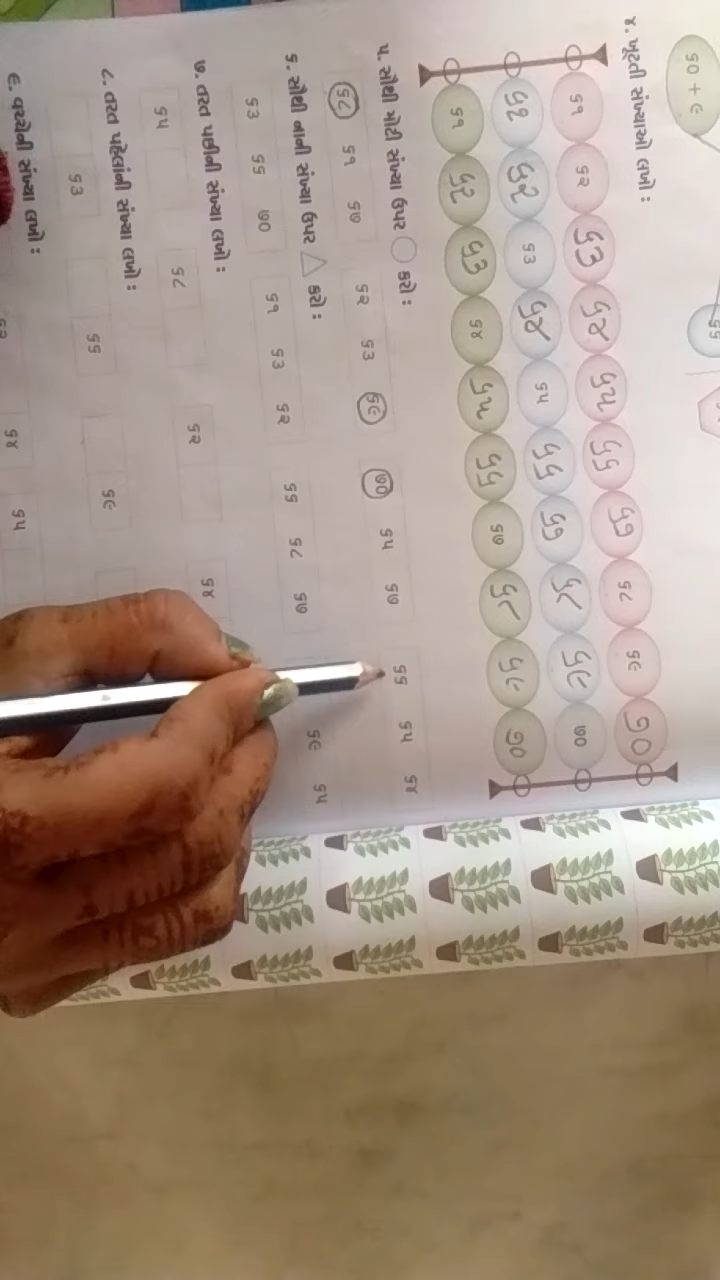 ૬૦ + ૯
૪. ખૂટતી સંખ્યાઓ લખો :
૬૧ ૬૨ ૬૩ ૬૪ ૬૫ ૬૬ ૬૭ ૬૮ ૬૯ ૭૦
૬૧ ૬૨ ૬૩ ૬૪ ૬૫ ૬૬ ૬૭ ૬૮ ૬૯ ૭૦
૬૧ ૬૨ ૬૩ ૬૪ ૬૫ ૬૬ ૬૭ ૬૮ ૬૯ ૭૦
૫. સૌથી મોટી સંખ્યા ઉપર ◯ કરો :
૬૮ ૬૧ ૬૭ ૬૨ ૬૩ ૬૯ ૭૦ ૬૫ ૬૭ ૬૬ ૬૫ ૬૪
૬. સૌથી નાની સંખ્યા ઉપર △ કરો :
૬૩ ૬૬ ૭૦ ૬૧ ૬૩ ૬૨ ૬૬ ૬૮ ૬૭ ૬૯ ૬૫
૭. તરત પછીની સંખ્યા લખો :
૬૫ ૬૮ ૬૨ ૬૪
૮. તરત પહેલાંની સંખ્યા લખો :
૬૩ ૬૬ ૬૯
૯. વચ્ચેની સંખ્યા લખો :
૬૪ ૬૫